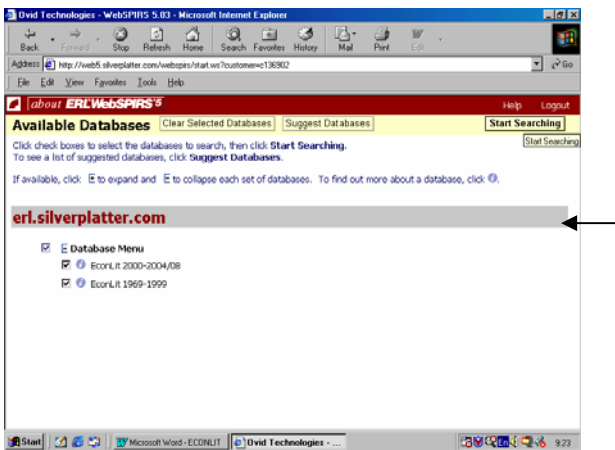 Ovid Technologies - WebSPIRS 5.03 - Microsoft Internet Explorer
Back Forward Stop Refresh Home Search Favorites History Mail Print Edit
Address http://web5.silverplatter.com/webspirs/start.ws?customer=c136902 Go
File Edit View Favorites Tools Help
about ERL WebSPIRS 5 Help Logout
Available Databases Clear Selected Databases Suggest Databases Start Searching
Start Searching
Click check boxes to select the databases to search, then click Start Searching.
To see a list of suggested databases, click Suggest Databases.
If available, click E to expand and E to collapse each set of databases. To find out more about a database, click i.
erl.silverplatter.com
E Database Menu
i EconLit 2000-2004/08
i EconLit 1969-1999
Start Microsoft Word - ECONLIT Ovid Technologies - ... En 9:23